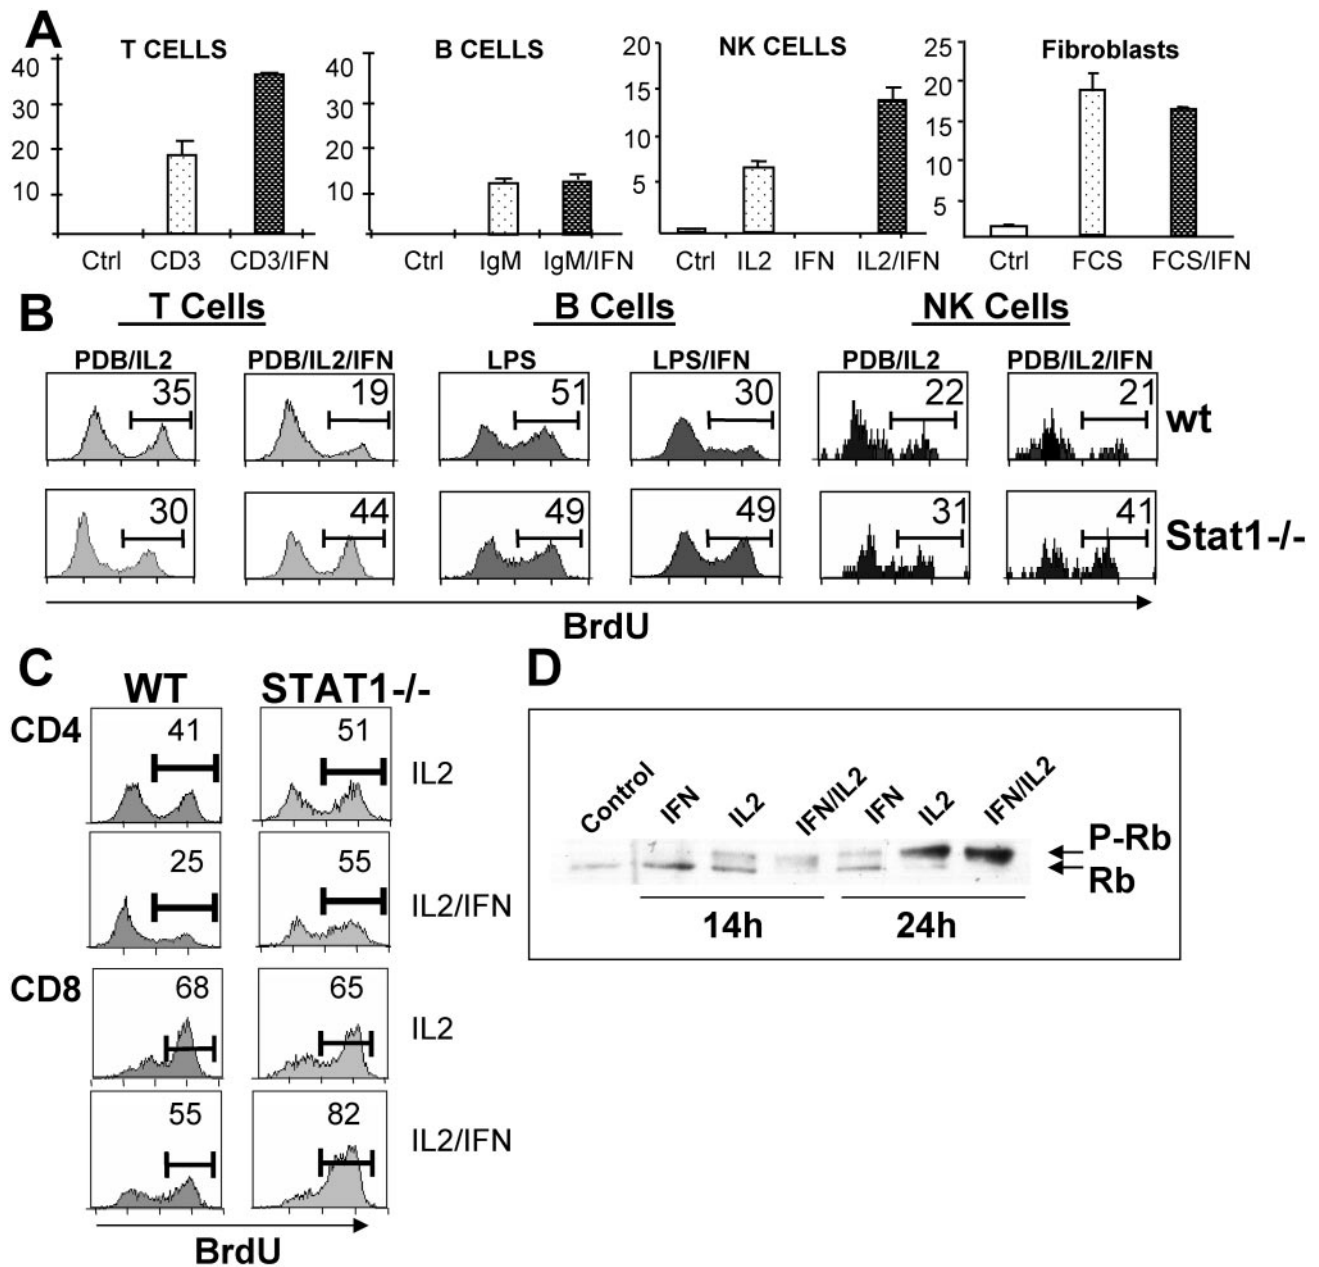 A
T CELLS
40
30
20
10
Ctrl CD3 CD3/IFN
B CELLS
40
30
20
10
Ctrl IgM IgM/IFN
NK CELLS
20
15
10
5
Ctrl IL2 IFN IL2/IFN
Fibroblasts
25
20
15
10
5
Ctrl FCS FCS/IFN
B
T Cells B Cells NK Cells
PDB/IL2 PDB/IL2/IFN LPS LPS/IFN PDB/IL2 PDB/IL2/IFN
35 19 51 30 22 21 wt
30 44 49 49 31 41 Stat1-/-
BrdU
C
WT STAT1-/-
CD4 41 51 IL2
25 55 IL2/IFN
CD8 68 65 IL2
55 82 IL2/IFN
BrdU
D
Control IFN IL2 IFN/IL2 IFN IL2 IFN/IL2
P-Rb
Rb
14h 24h